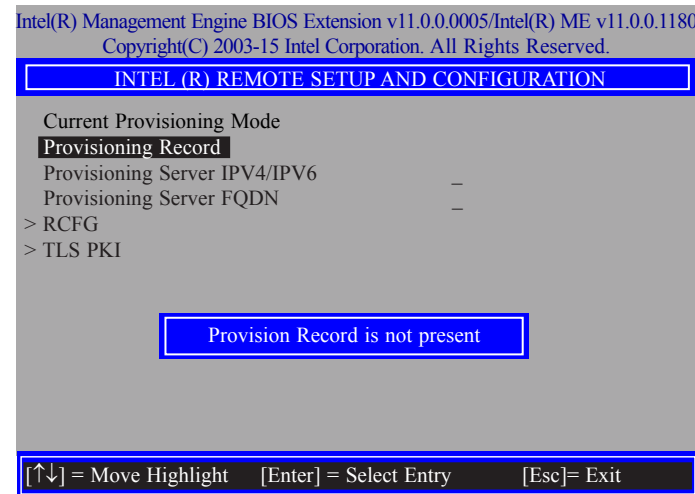 Intel(R) Management Engine BIOS Extension v11.0.0.0005/Intel(R) ME v11.0.0.1180
Copyright(C) 2003-15 Intel Corporation. All Rights Reserved.
INTEL (R) REMOTE SETUP AND CONFIGURATION
Current Provisioning Mode
Provisioning Record
Provisioning Server IPV4/IPV6 _
Provisioning Server FQDN _
> RCFG
> TLS PKI
Provision Record is not present
[↑↓] = Move Highlight [Enter] = Select Entry [Esc]= Exit